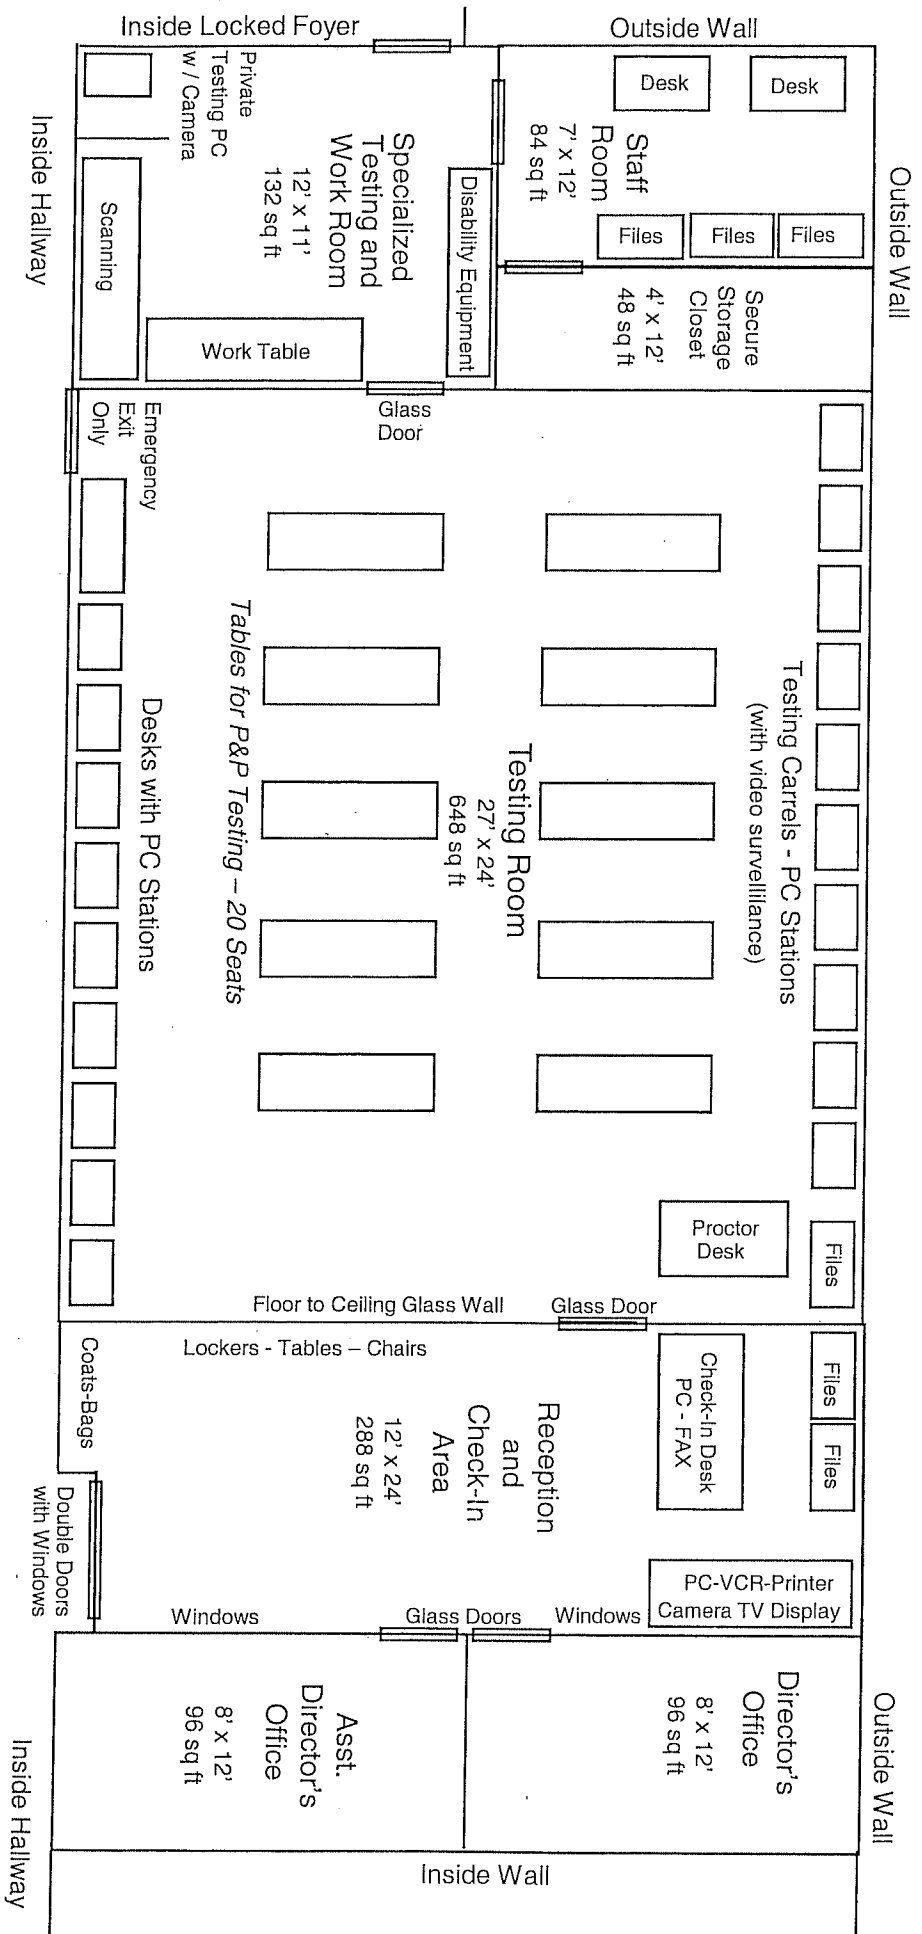 Inside Locked Foyer
Outside Wall
Inside Hallway
Outside Wall
Private
Testing PC
w / Camera
Specialized
Testing and
Work Room
12' x 11'
132 sq ft
Scanning
Work Table
Disability Equipment
Desk
Desk
Staff
Room
7' x 12'
84 sq ft
Files
Files
Files
Secure
Storage
Closet
4' x 12'
48 sq ft
Glass
Door
Emergency
Exit
Only
Testing Carrels - PC Stations
(with video survellilance)
Testing Room
27' x 24'
648 sq ft
Tables for P&P Testing – 20 Seats
Desks with PC Stations
Proctor
Desk
Files
Floor to Ceiling Glass Wall
Glass Door
Lockers - Tables – Chairs
Coats-Bags
Reception
and
Check-In
Area
12' x 24'
288 sq ft
Check-In Desk
PC - FAX
Files
Files
Double Doors
with Windows
PC-VCR-Printer
Camera TV Display
Windows
Glass Doors
Windows
Asst.
Director's
Office
8' x 12'
96 sq ft
Director's
Office
8' x 12'
96 sq ft
Outside Wall
Inside Hallway
Inside Wall